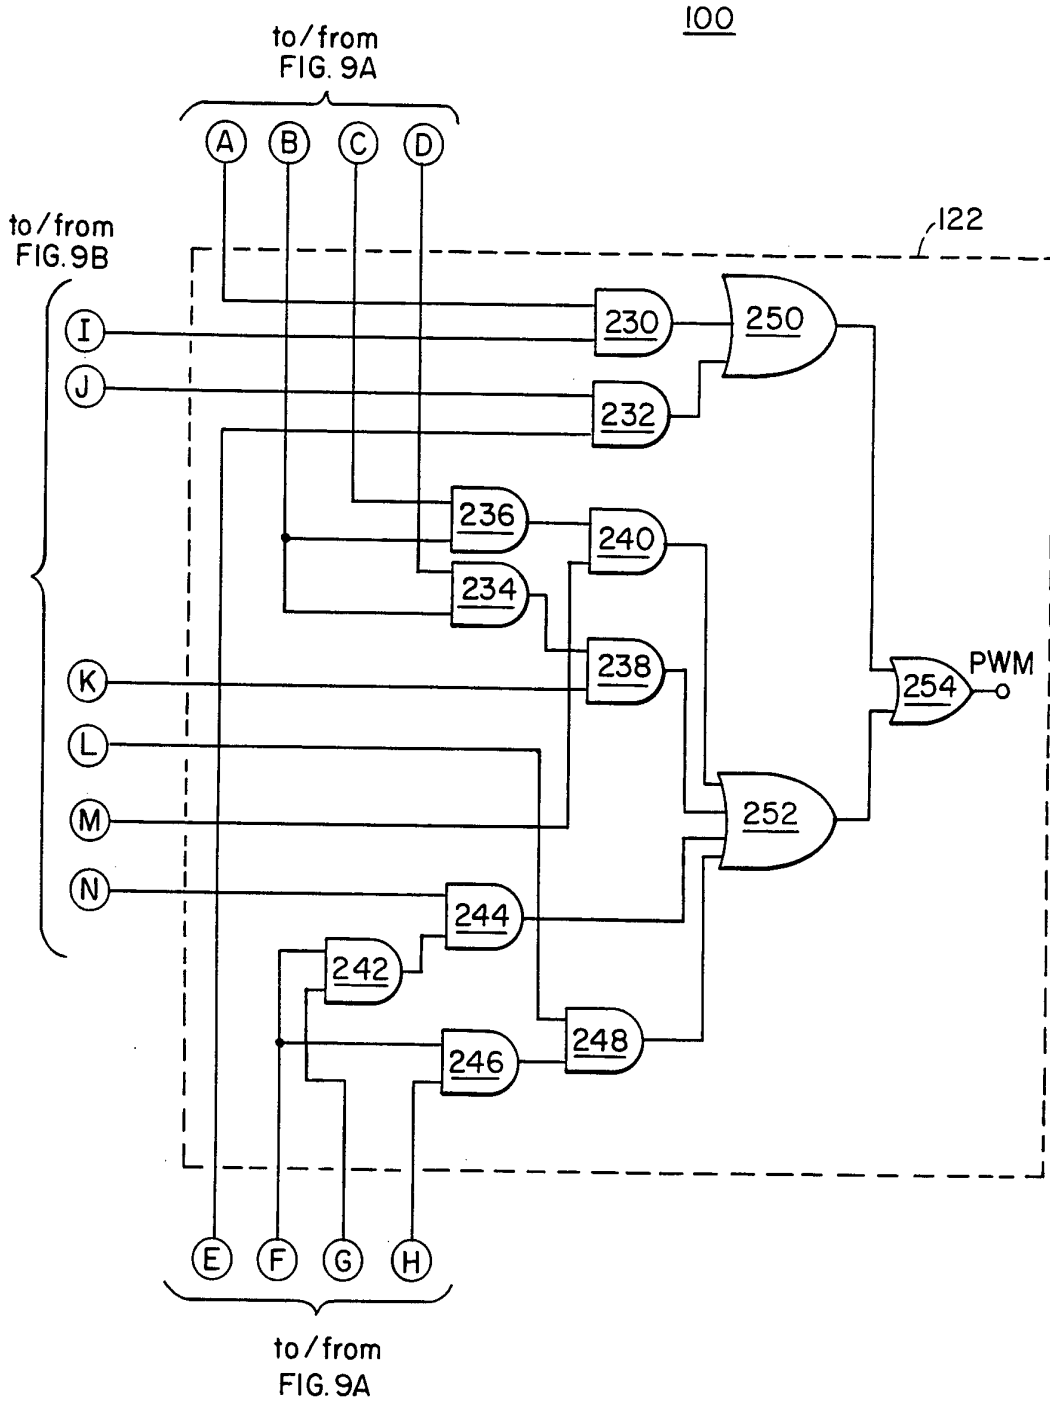 100
to/from
FIG. 9A
A B C D
to/from
FIG. 9B
122
I
230
250
J
232
236
240
234
238
K
PWM
254
L
252
M
N
244
242
248
246
E F G H
to/from
FIG. 9A